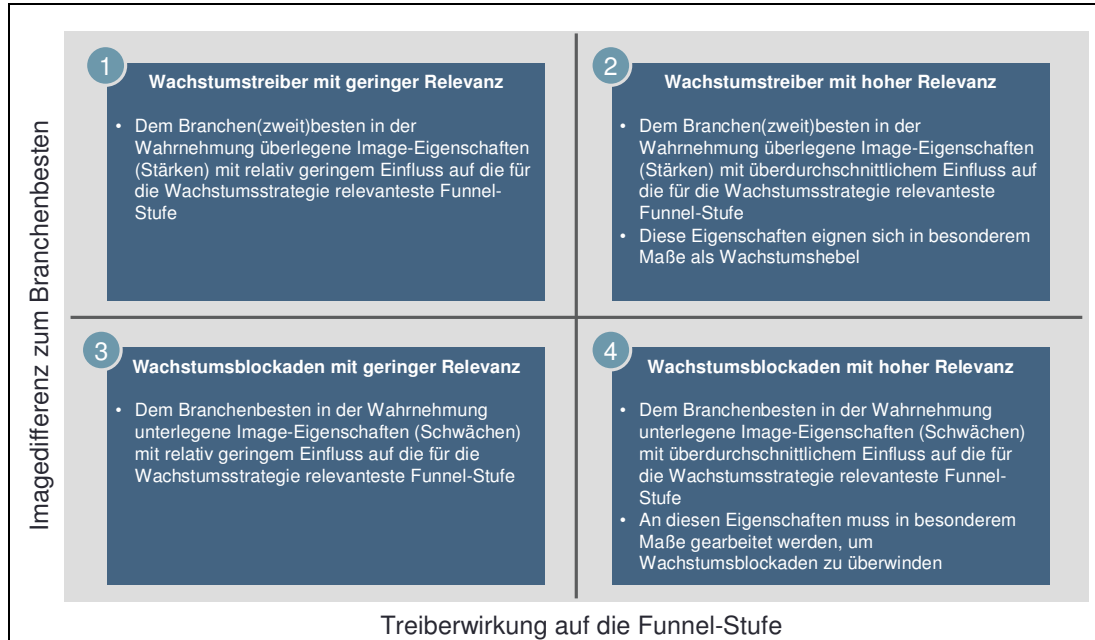 Imagedifferenz zum Branchenbesten
1
Wachstumstreiber mit geringer Relevanz
• Dem Branchen(zweit)besten in der
Wahrnehmung überlegene Image-Eigenschaften
(Stärken) mit relativ geringem Einfluss auf die für
die Wachstumsstrategie relevanteste Funnel-
Stufe
2
Wachstumstreiber mit hoher Relevanz
• Dem Branchen(zweit)besten in der
Wahrnehmung überlegene Image-Eigenschaften
(Stärken) mit überdurchschnittlichem Einfluss auf
die für die Wachstumsstrategie relevanteste
Funnel-Stufe
• Diese Eigenschaften eignen sich in besonderem
Maße als Wachstumshebel
3
Wachstumsblockaden mit geringer Relevanz
• Dem Branchenbesten in der Wahrnehmung
unterlegene Image-Eigenschaften (Schwächen)
mit relativ geringem Einfluss auf die für die
Wachstumsstrategie relevanteste Funnel-Stufe
4
Wachstumsblockaden mit hoher Relevanz
• Dem Branchenbesten in der Wahrnehmung
unterlegene Image-Eigenschaften (Schwächen)
mit überdurchschnittlichem Einfluss auf die für
die Wachstumsstrategie relevanteste Funnel-
Stufe
• An diesen Eigenschaften muss in besonderem
Maße gearbeitet werden, um
Wachstumsblockaden zu überwinden
Treiberwirkung auf die Funnel-Stufe